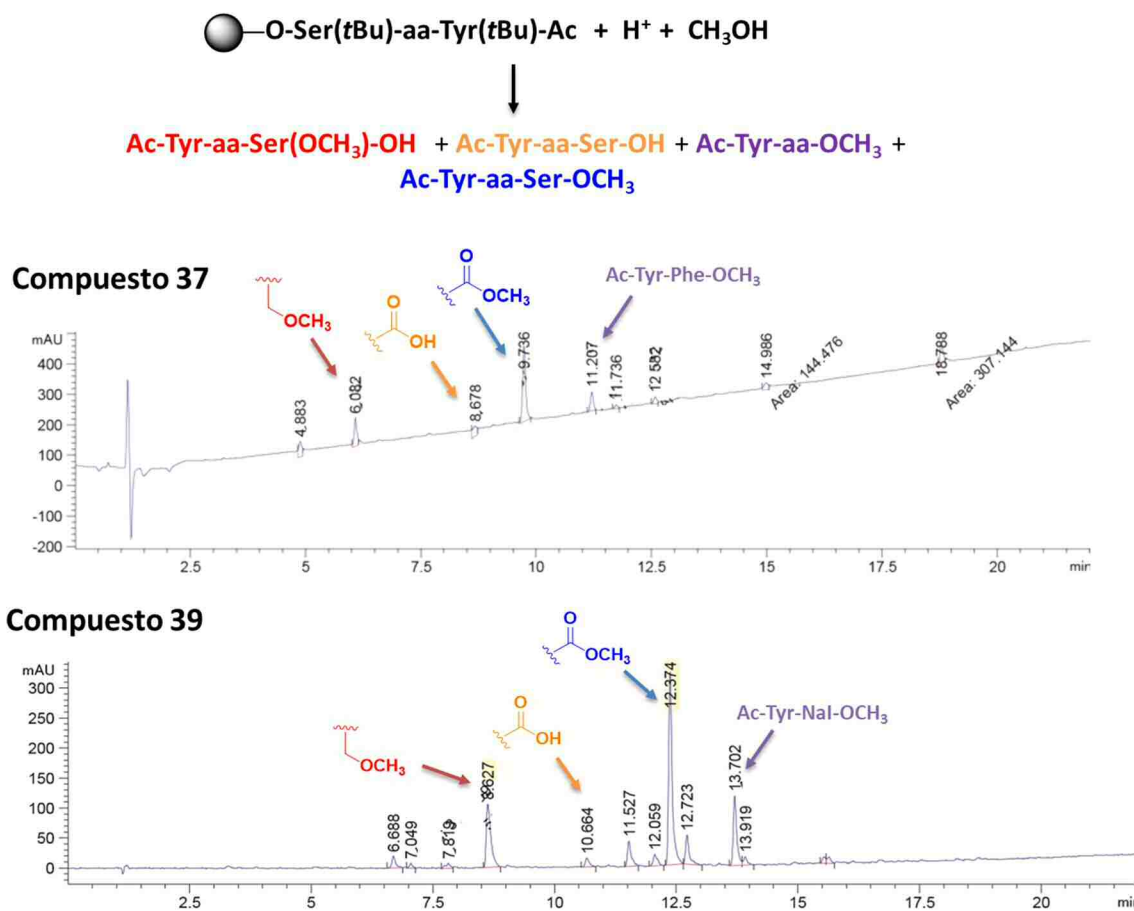 O-Ser(tBu)-aa-Tyr(tBu)-Ac + H⁺ + CH₃OH
Ac-Tyr-aa-Ser(OCH₃)-OH + Ac-Tyr-aa-Ser-OH + Ac-Tyr-aa-OCH₃ +
Ac-Tyr-aa-Ser-OCH₃
Compuesto 37
OCH₃
O
OH
O
OCH₃
Ac-Tyr-Phe-OCH₃
mAU
400
300
200
100
0
-100
-200
4.883
6.082
8.678
9.736
11.207
11.736
14.986
Area: 144.476
18.788
Area: 307.144
2.5
5
7.5
10
12.5
15
17.5
20
min
Compuesto 39
OCH₃
O
OH
O
OCH₃
Ac-Tyr-Nal-OCH₃
mAU
300
250
200
150
100
50
0
6.688
7.049
8.627
10.664
11.527
12.059
12.374
12.723
13.702
13.919
2.5
5
7.5
10
12.5
15
17.5
20
min